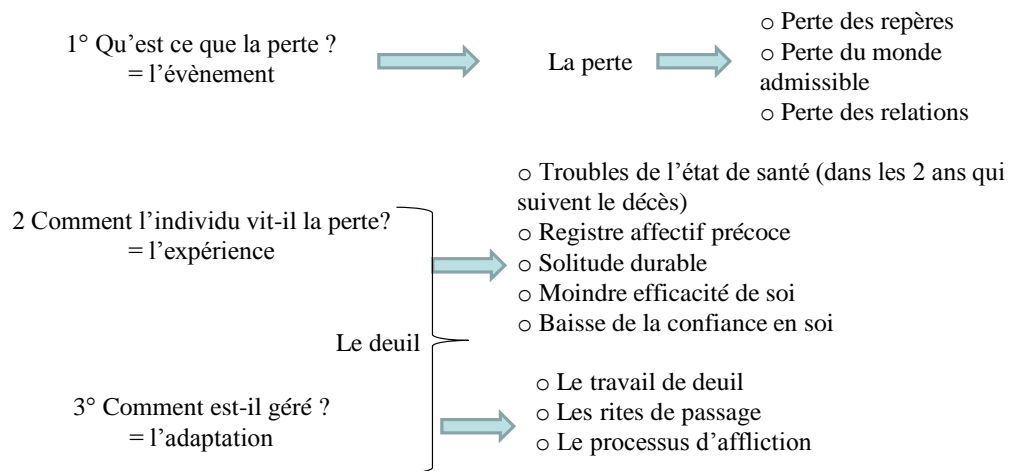 1° Qu'est ce que la perte ?
= l'évènement
La perte
o Perte des repères
o Perte du monde
admissible
o Perte des relations
2 Comment l'individu vit-il la perte?
= l'expérience
o Troubles de l'état de santé (dans les 2 ans qui
suivent le décès)
o Registre affectif précoce
o Solitude durable
o Moindre efficacité de soi
o Baisse de la confiance en soi
Le deuil
3° Comment est-il géré ?
= l'adaptation
o Le travail de deuil
o Les rites de passage
o Le processus d'affliction